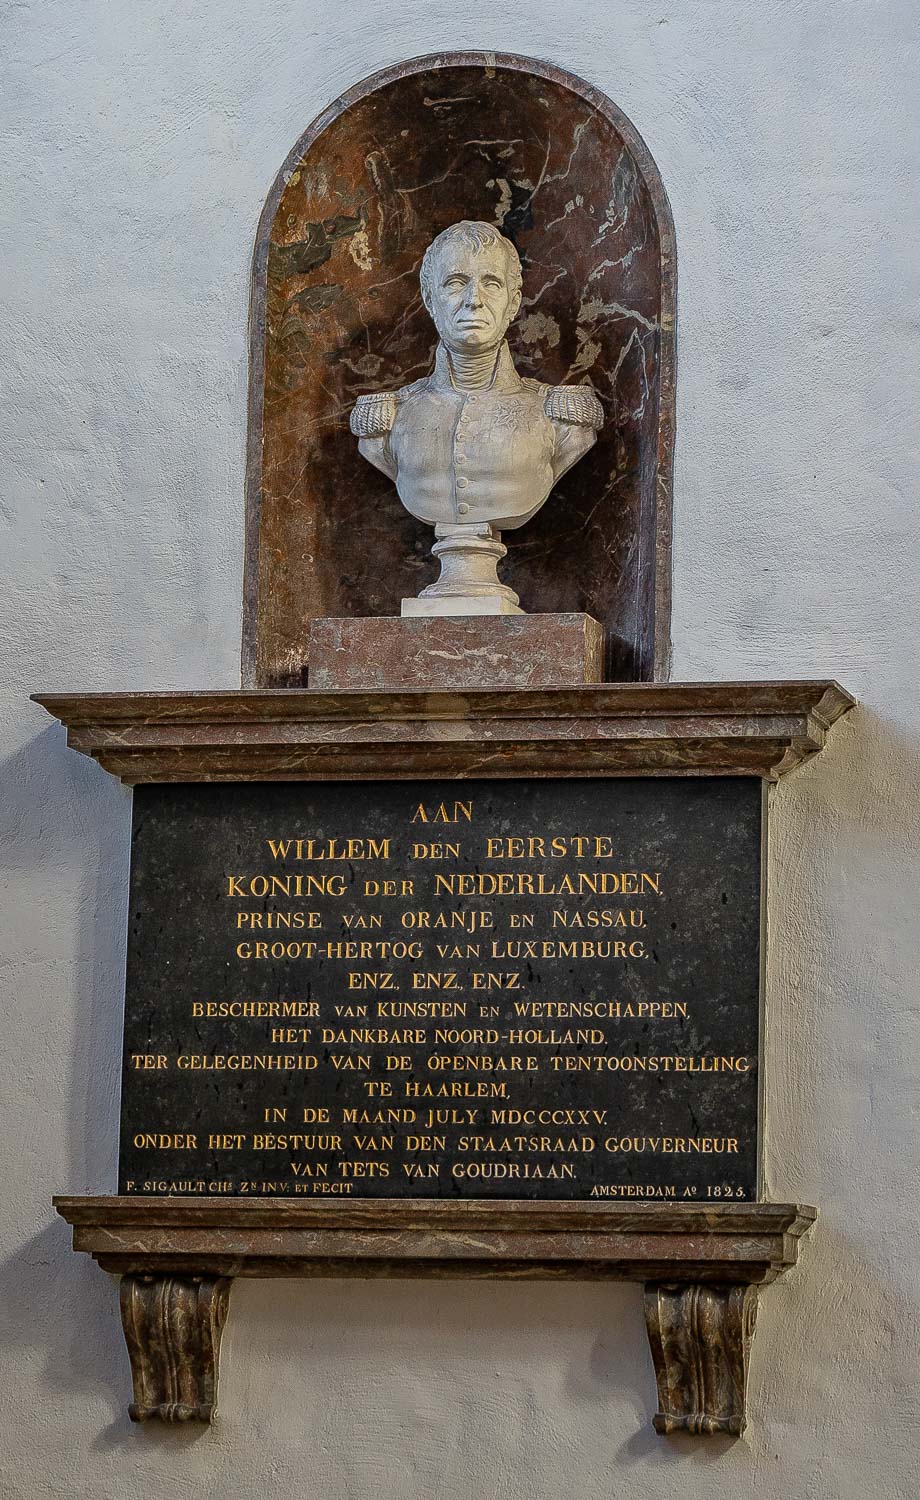 AAN
WILLEM DEN EERSTE
KONING DER NEDERLANDEN,
PRINSE VAN ORANJE EN NASSAU,
GROOT-HERTOG VAN LUXEMBURG,
ENZ., ENZ., ENZ.
BESCHERMER VAN KUNSTEN EN WETENSCHAPPEN,
HET DANKBARE NOORD-HOLLAND.
TER GELEGENHEID VAN DE OPENBARE TENTOONSTELLING
TE HAARLEM,
IN DE MAAND JULY MDCCCXXV.
ONDER HET BESTUUR VAN DEN STAATSRAAD GOUVERNEUR
VAN TETS VAN GOUDRIAAN.
F. SIGAULT CHS. ZN. INV: ET FECIT AMSTERDAM Ao. 1825.